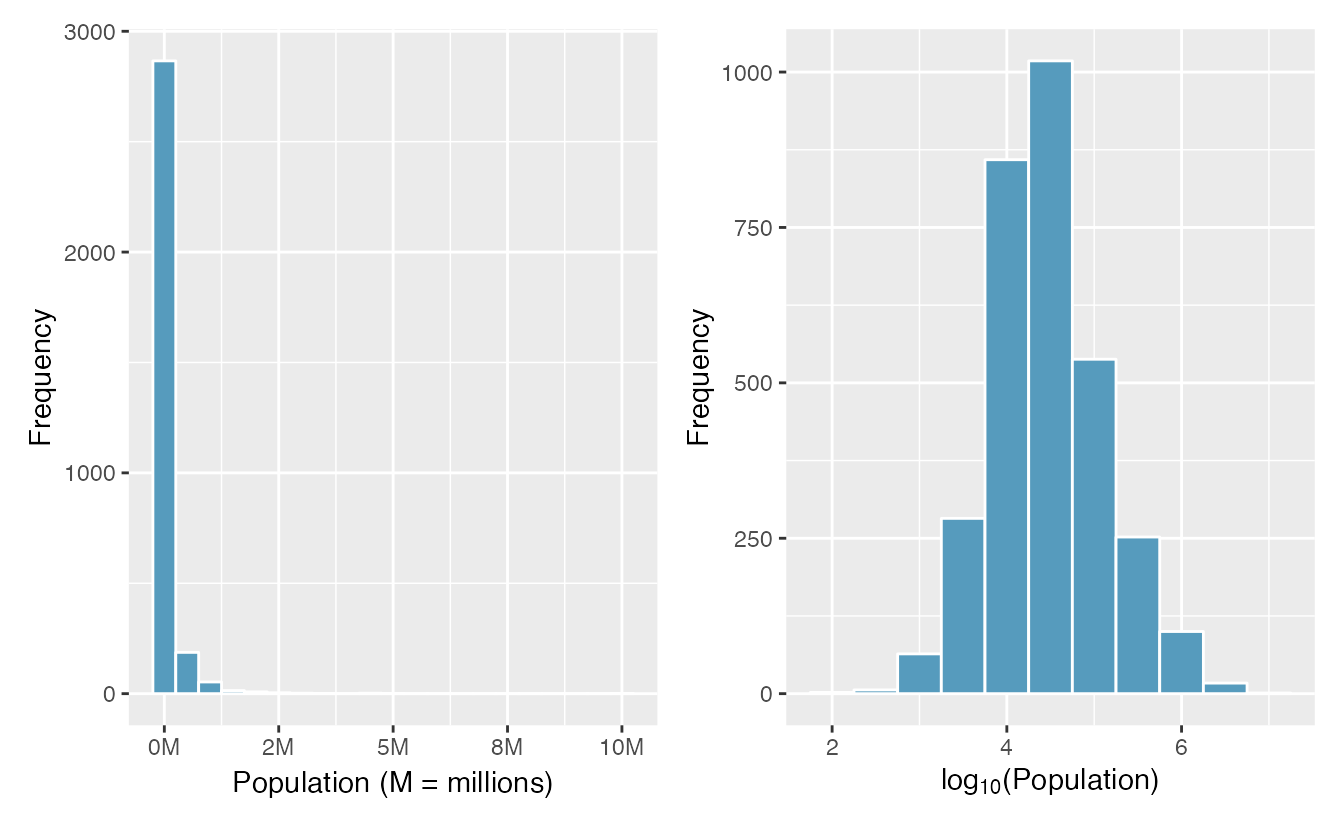 3000
2000
1000
0
Frequency
0M 2M 5M 8M 10M
Population (M = millions)
1000
750
500
250
0
Frequency
2 4 6
log₁₀(Population)